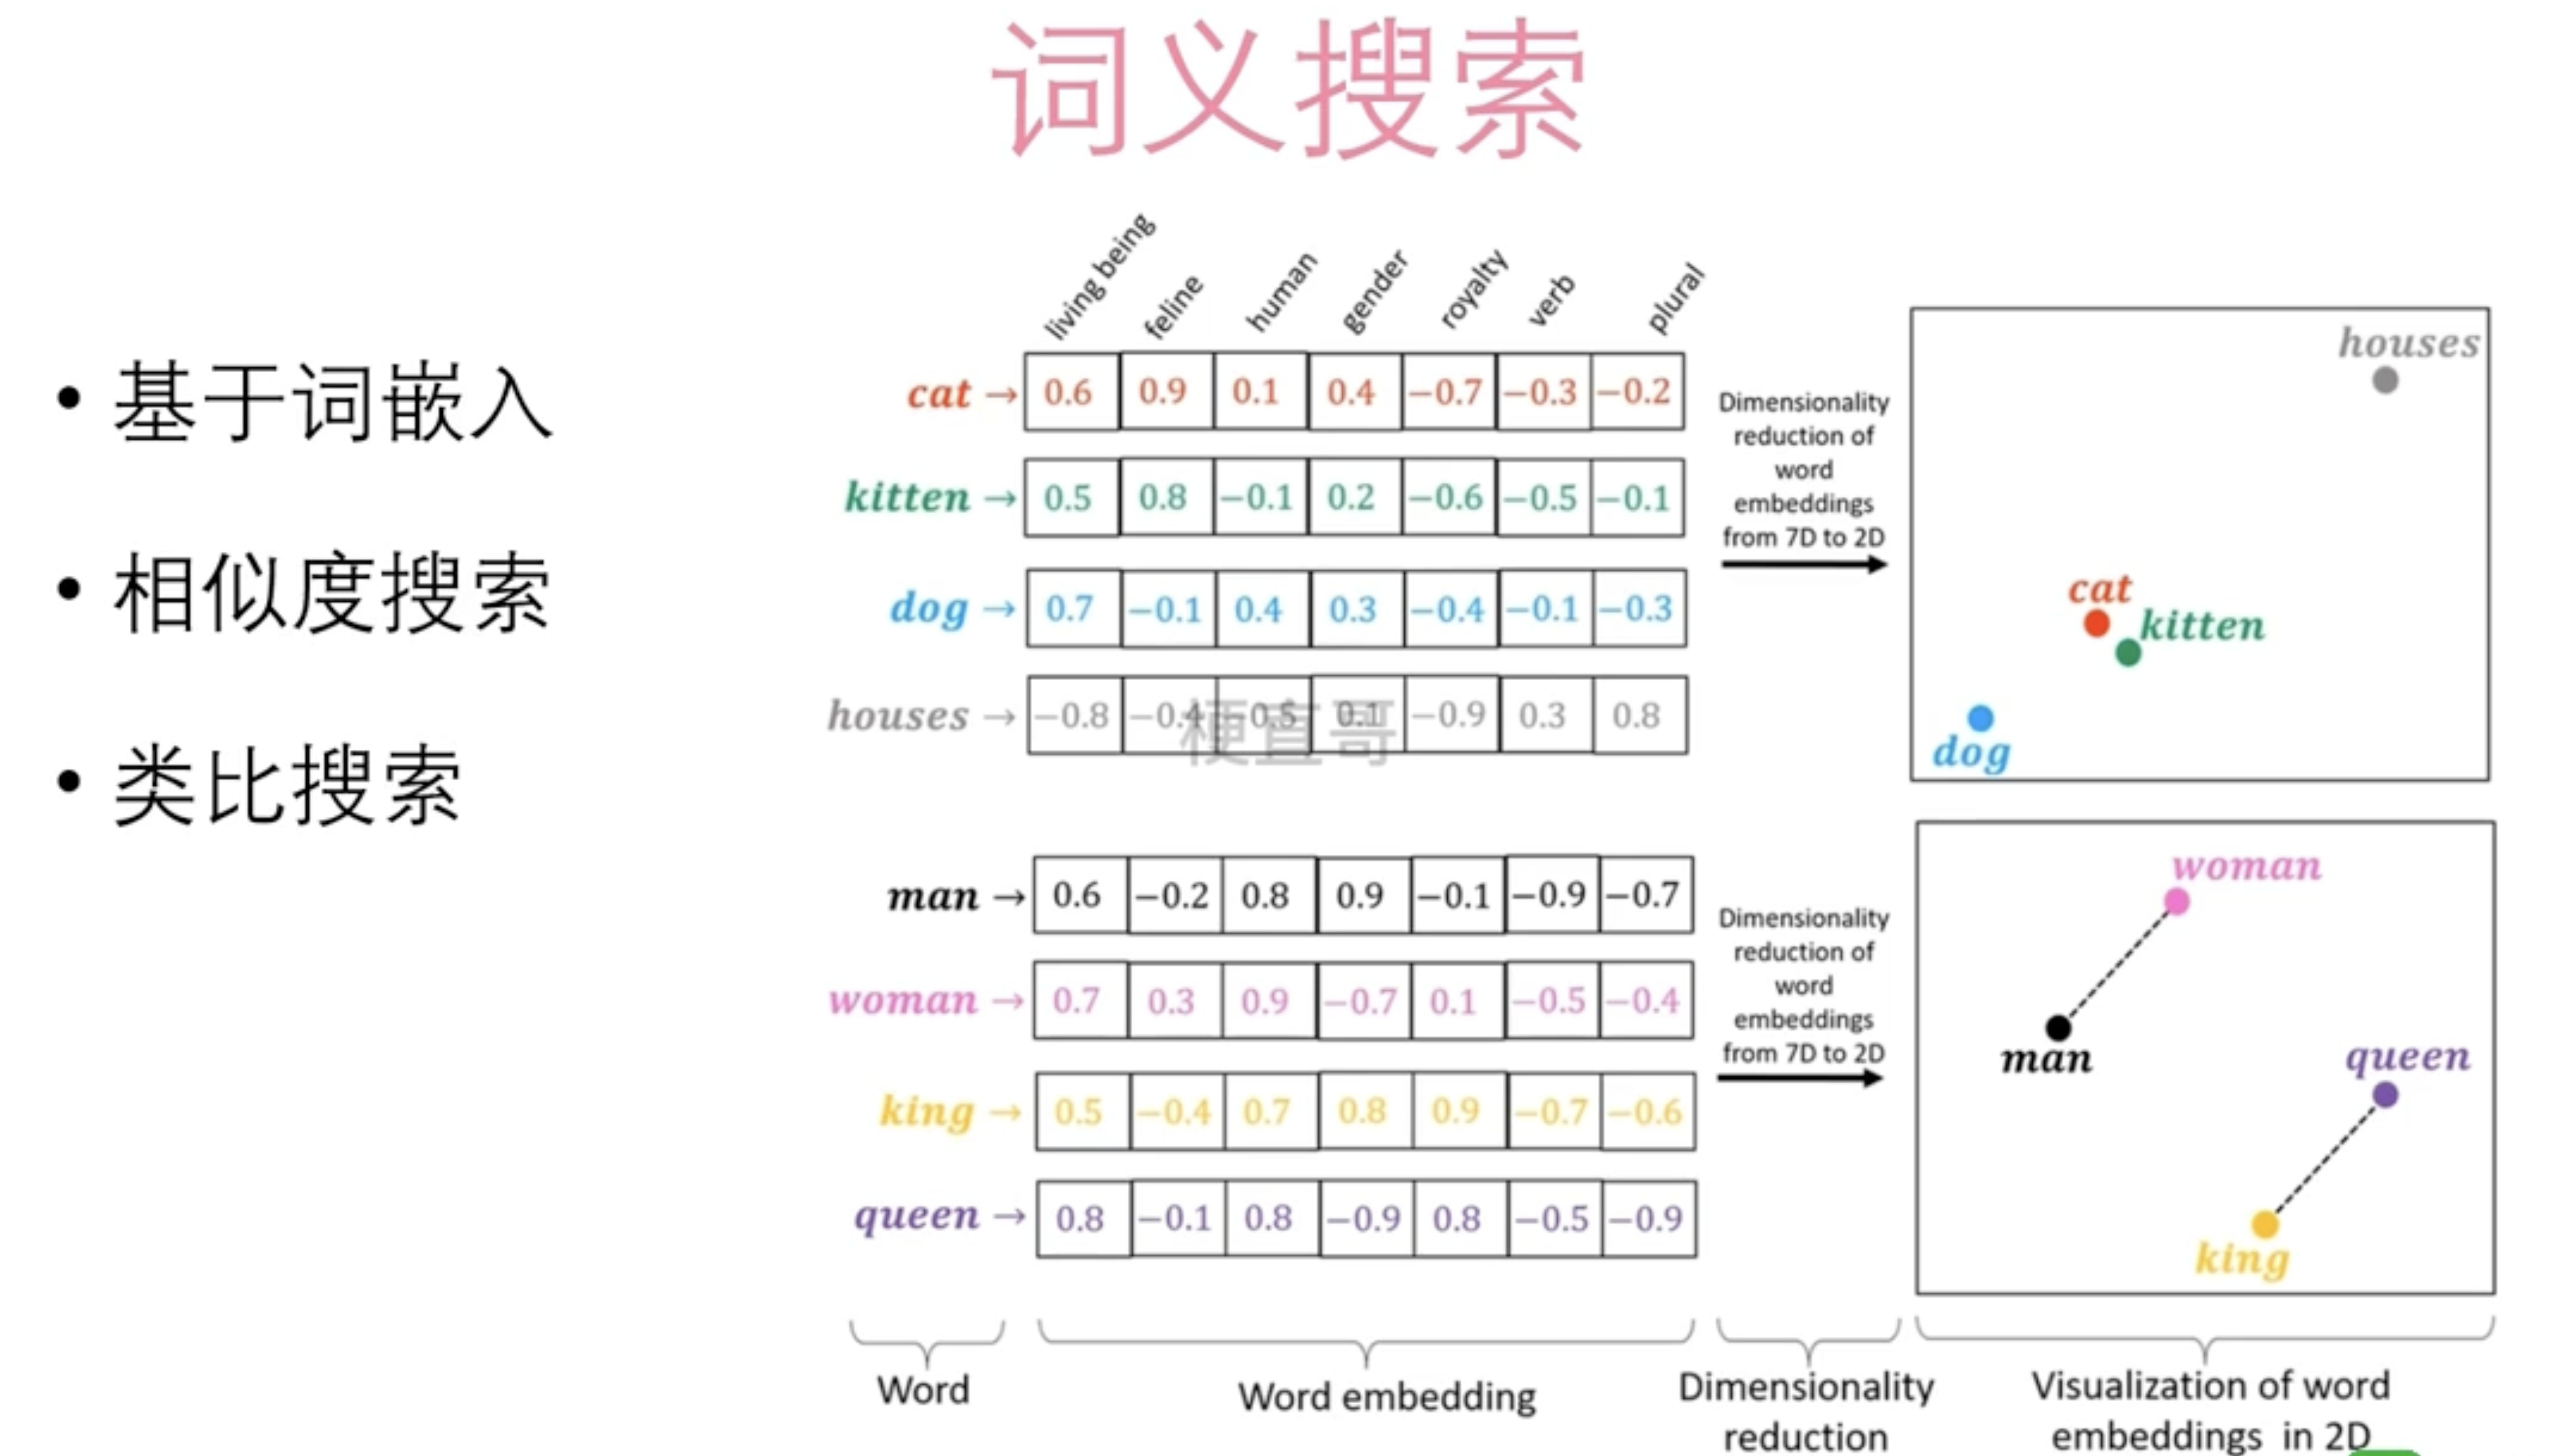 词义搜索
• 基于词嵌入
• 相似度搜索
• 类比搜索
living being feline human gender royalty verb plural
cat → 0.6 0.9 0.1 0.4 −0.7 −0.3 −0.2
kitten → 0.5 0.8 −0.1 0.2 −0.6 −0.5 −0.1
dog → 0.7 −0.1 0.4 0.3 −0.4 −0.1 −0.3
houses → −0.8 −0.4 −0.5 0.1 −0.9 0.3 0.8
梗直哥
Dimensionality
reduction of
word
embeddings
from 7D to 2D
houses
cat
kitten
dog
man → 0.6 −0.2 0.8 0.9 −0.1 −0.9 −0.7
woman → 0.7 0.3 0.9 −0.7 0.1 −0.5 −0.4
king → 0.5 −0.4 0.7 0.8 0.9 −0.7 −0.6
queen → 0.8 −0.1 0.8 −0.9 0.8 −0.5 −0.9
Dimensionality
reduction of
word
embeddings
from 7D to 2D
woman
man
queen
king
Word
Word embedding
Dimensionality
reduction
Visualization of word
embeddings in 2D